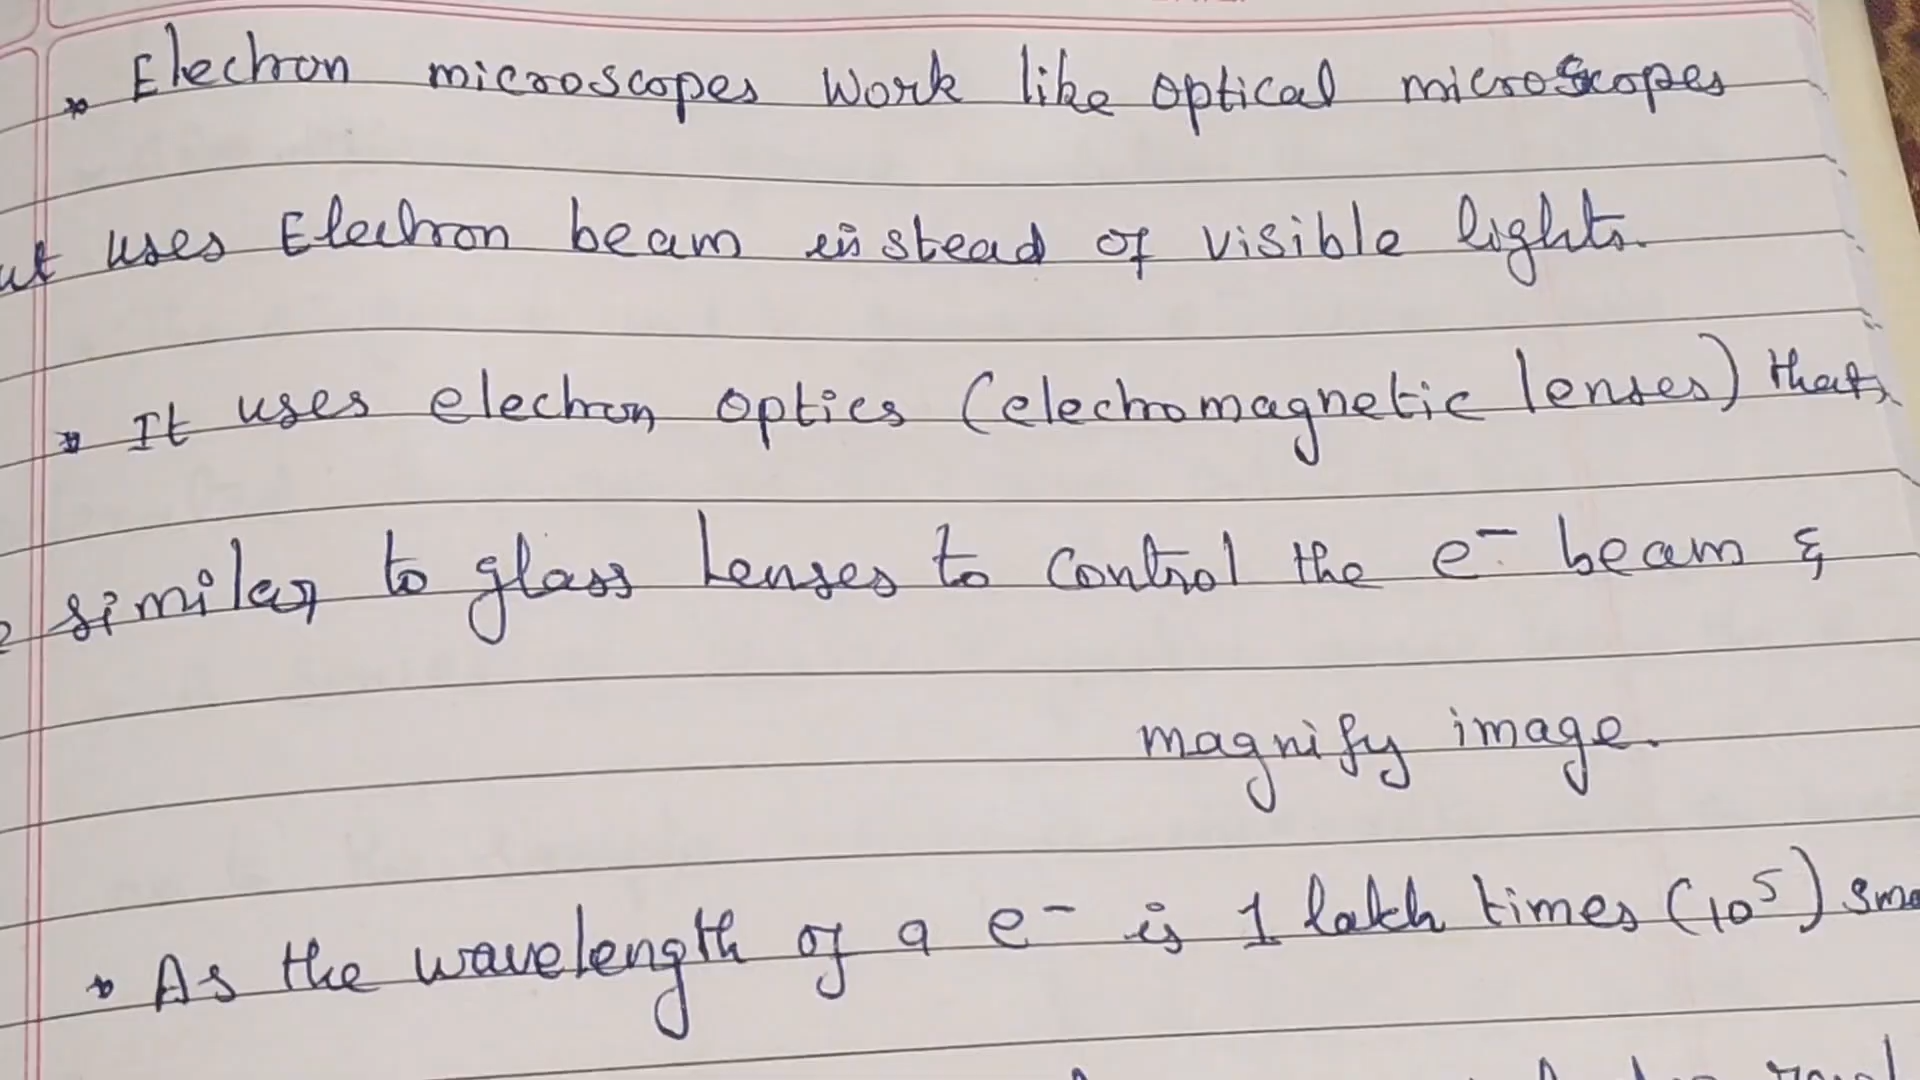 * Electron microscopes work like optical microscopes
uses Electron beam instead of visible lights.
* It uses electron optics (electromagnetic lenses) that
similar to glass lenses to control the e⁻ beam &
magnify image.
* As the wavelength of a e⁻ is 1 lakh times (10⁵)